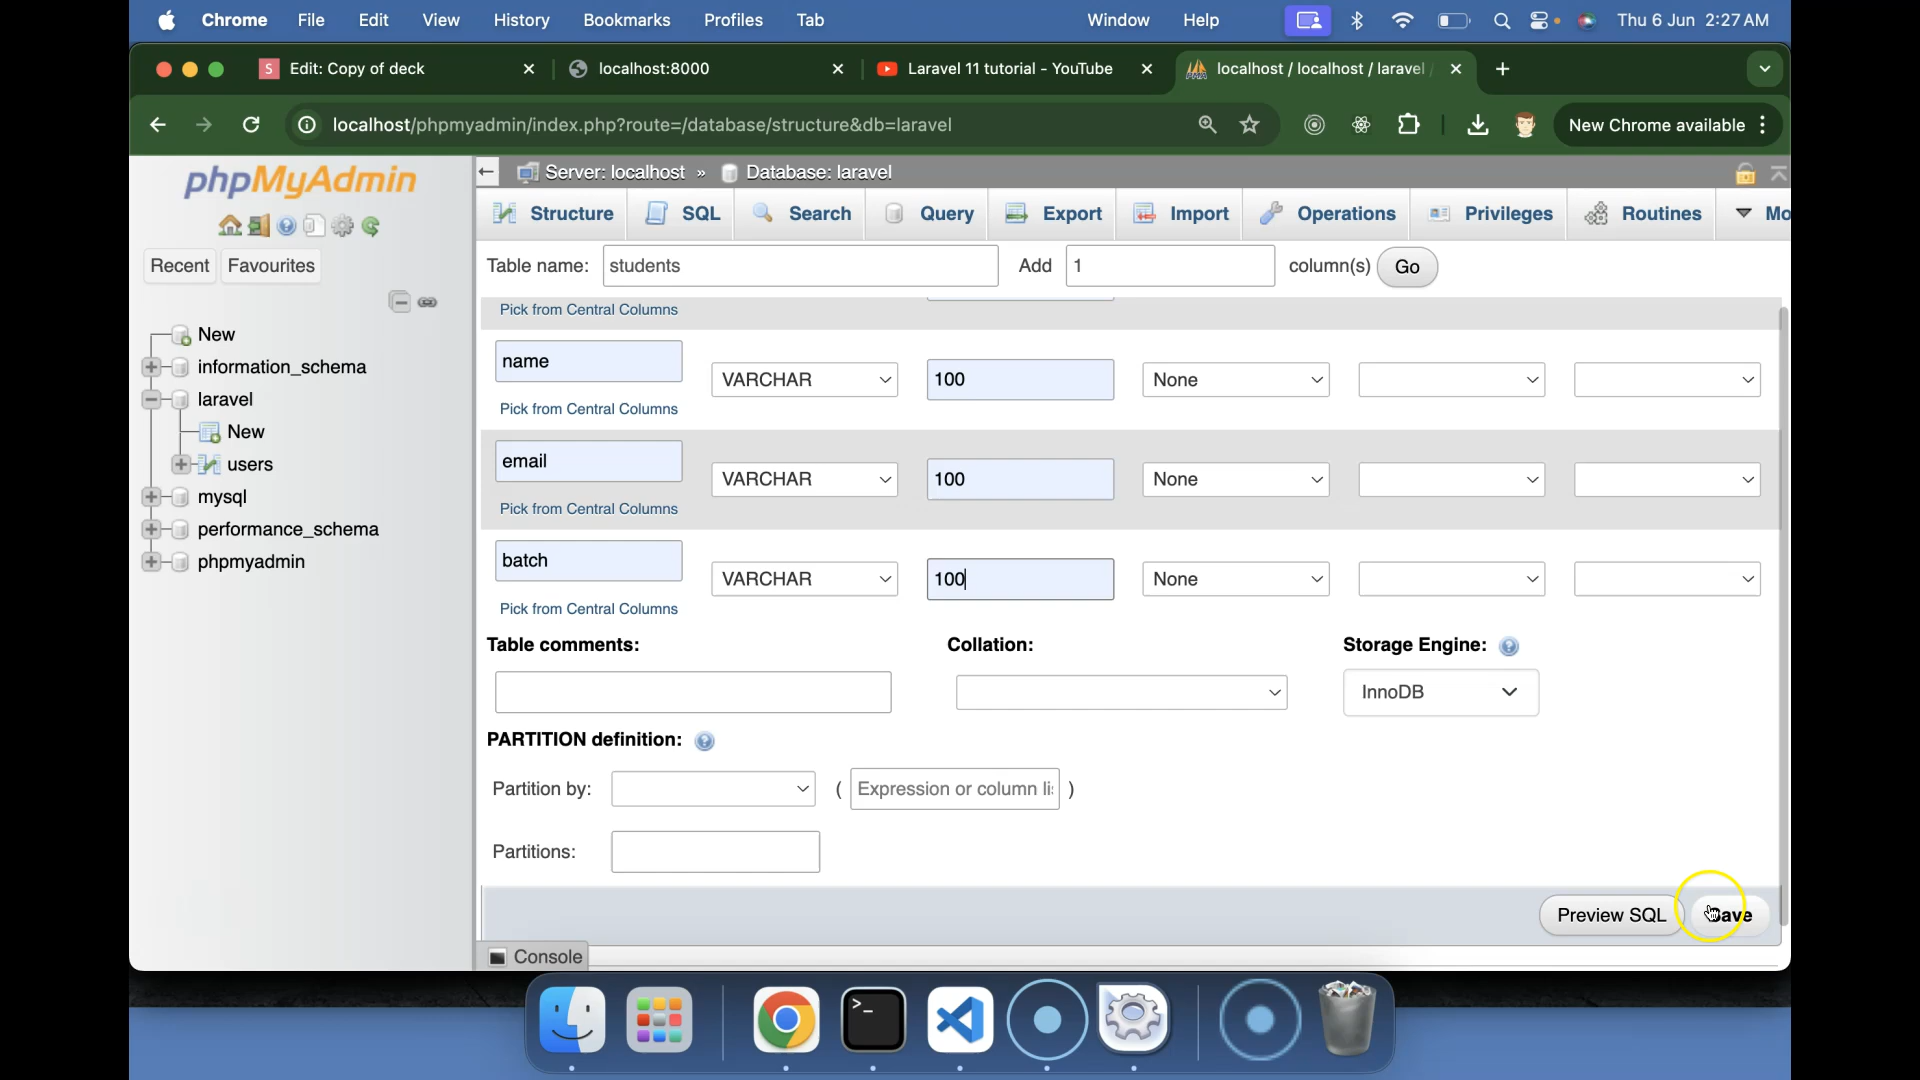 Chrome File Edit View History Bookmarks Profiles Tab Window Help Thu 6 Jun 2:27 AM
S Edit: Copy of deck localhost:8000 Laravel 11 tutorial - YouTube localhost / localhost / laravel /
localhost/phpmyadmin/index.php?route=/database/structure&db=laravel New Chrome available
phpMyAdmin
Recent Favourites
New
information_schema
laravel
New
users
mysql
performance_schema
phpmyadmin
Server: localhost » Database: laravel
Structure SQL Search Query Export Import Operations Privileges Routines Mo
Table name: students Add 1 column(s) Go
Pick from Central Columns
name VARCHAR 100 None
Pick from Central Columns
email VARCHAR 100 None
Pick from Central Columns
batch VARCHAR 100 None
Pick from Central Columns
Table comments: Collation: Storage Engine:
InnoDB
PARTITION definition:
Partition by: ( Expression or column li )
Partitions:
Preview SQL Save
Console